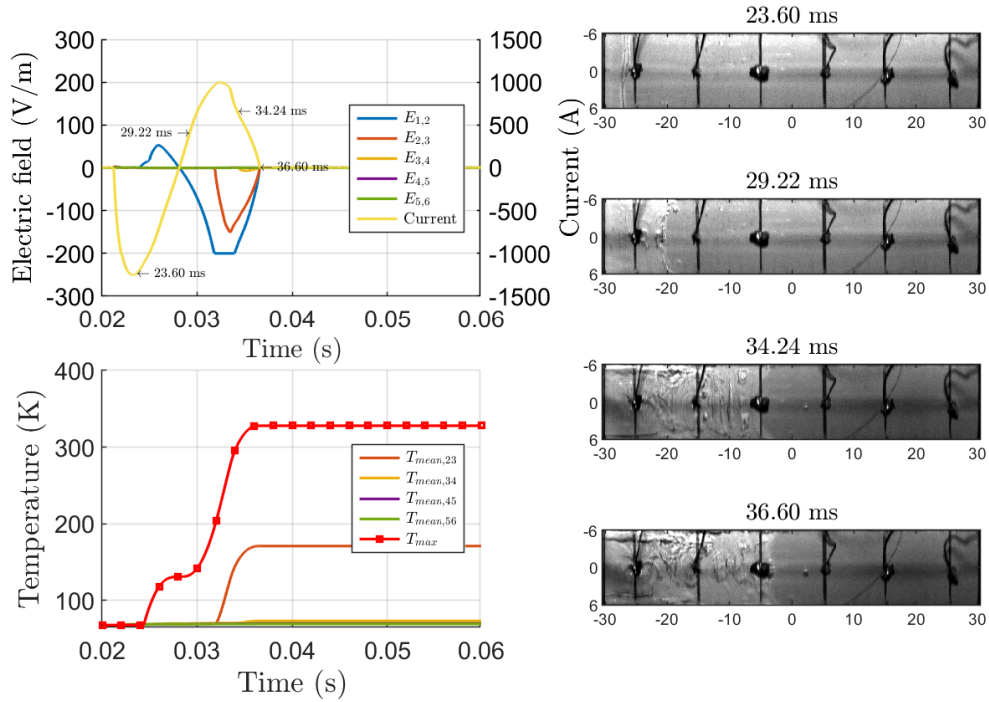 300
200
100
0
-100
-200
-300
Electric field (V/m)
1500
1000
500
0
-500
-1000
-1500
Current (A)
0.02 0.03 0.04 0.05 0.06
Time (s)
29.22 ms →
← 34.24 ms
← 36.60 ms
← 23.60 ms
E1,2
E2,3
E3,4
E4,5
E5,6
Current
400
300
200
100
Temperature (K)
0.02 0.03 0.04 0.05 0.06
Time (s)
Tmean,23
Tmean,34
Tmean,45
Tmean,56
Tmax
23.60 ms
-6
0
6
-30 -20 -10 0 10 20 30
29.22 ms
-6
0
6
-30 -20 -10 0 10 20 30
34.24 ms
-6
0
6
-30 -20 -10 0 10 20 30
36.60 ms
-6
0
6
-30 -20 -10 0 10 20 30